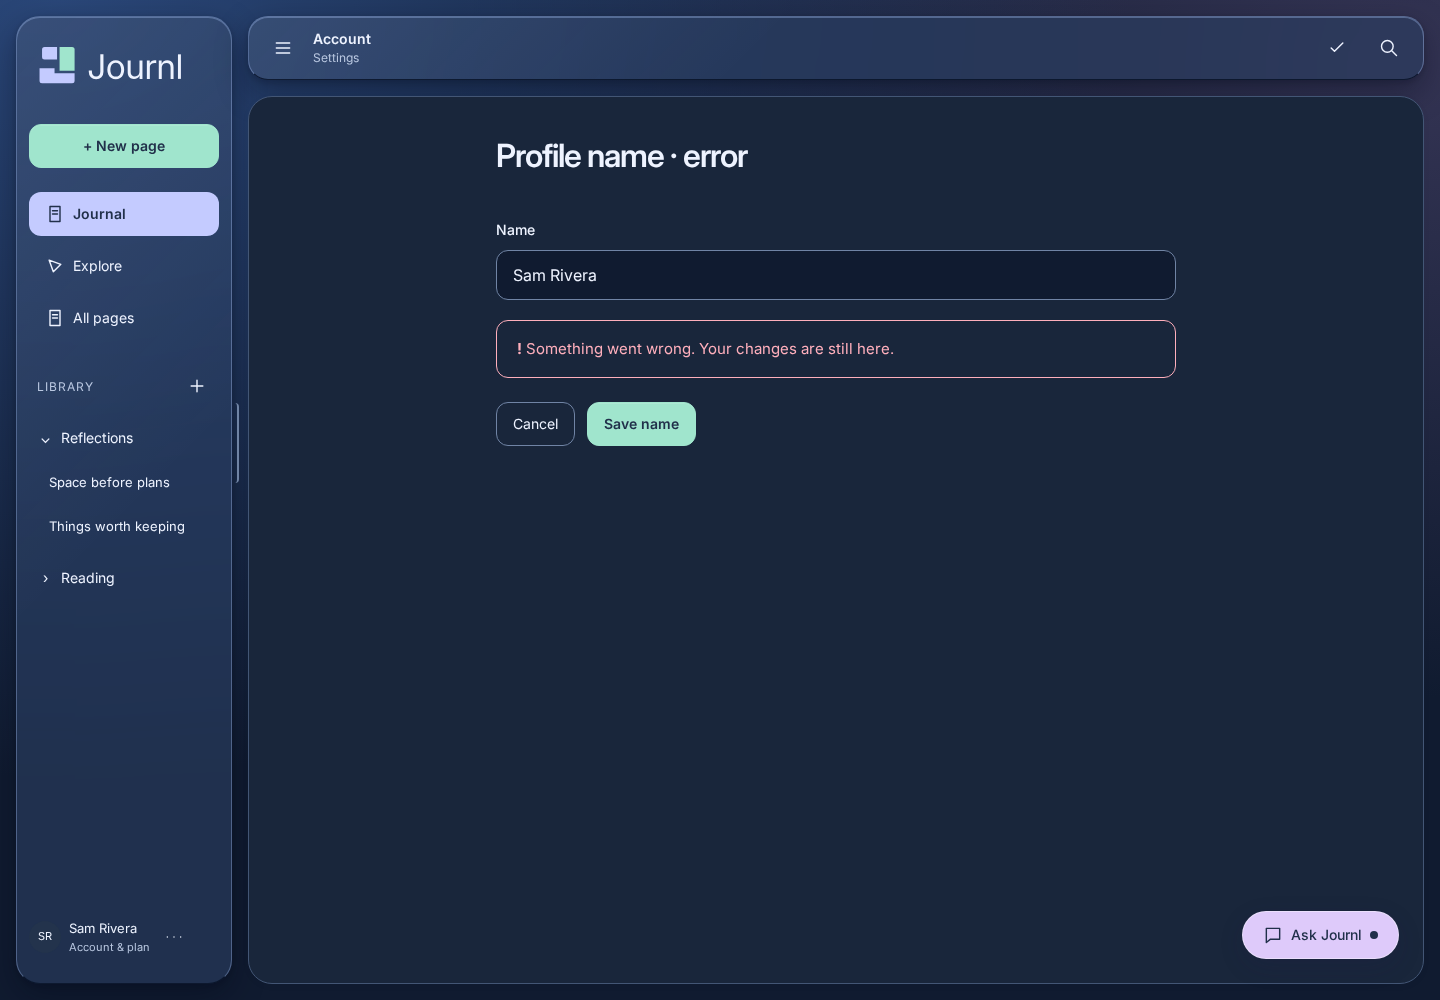 Journl
+ New page
Journal
Explore
All pages
LIBRARY
Reflections
Space before plans
Things worth keeping
Reading
SR
Sam Rivera
Account & plan
Account
Settings
Profile name · error
Name
Sam Rivera
! Something went wrong. Your changes are still here.
Cancel
Save name
Ask Journl